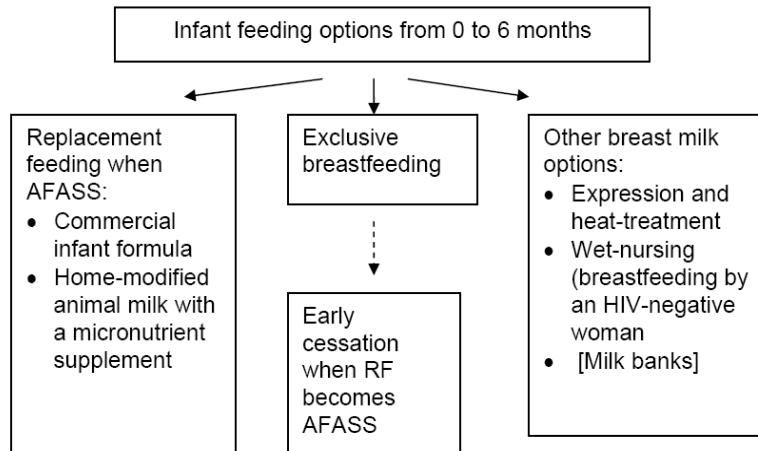 Infant feeding options from 0 to 6 months
Replacement
feeding when
AFASS:
• Commercial
infant formula
• Home-modified
animal milk with
a micronutrient
supplement
Exclusive
breastfeeding
Early
cessation
when RF
becomes
AFASS
Other breast milk
options:
• Expression and
heat-treatment
• Wet-nursing
(breastfeeding by
an HIV-negative
woman
• [Milk banks]